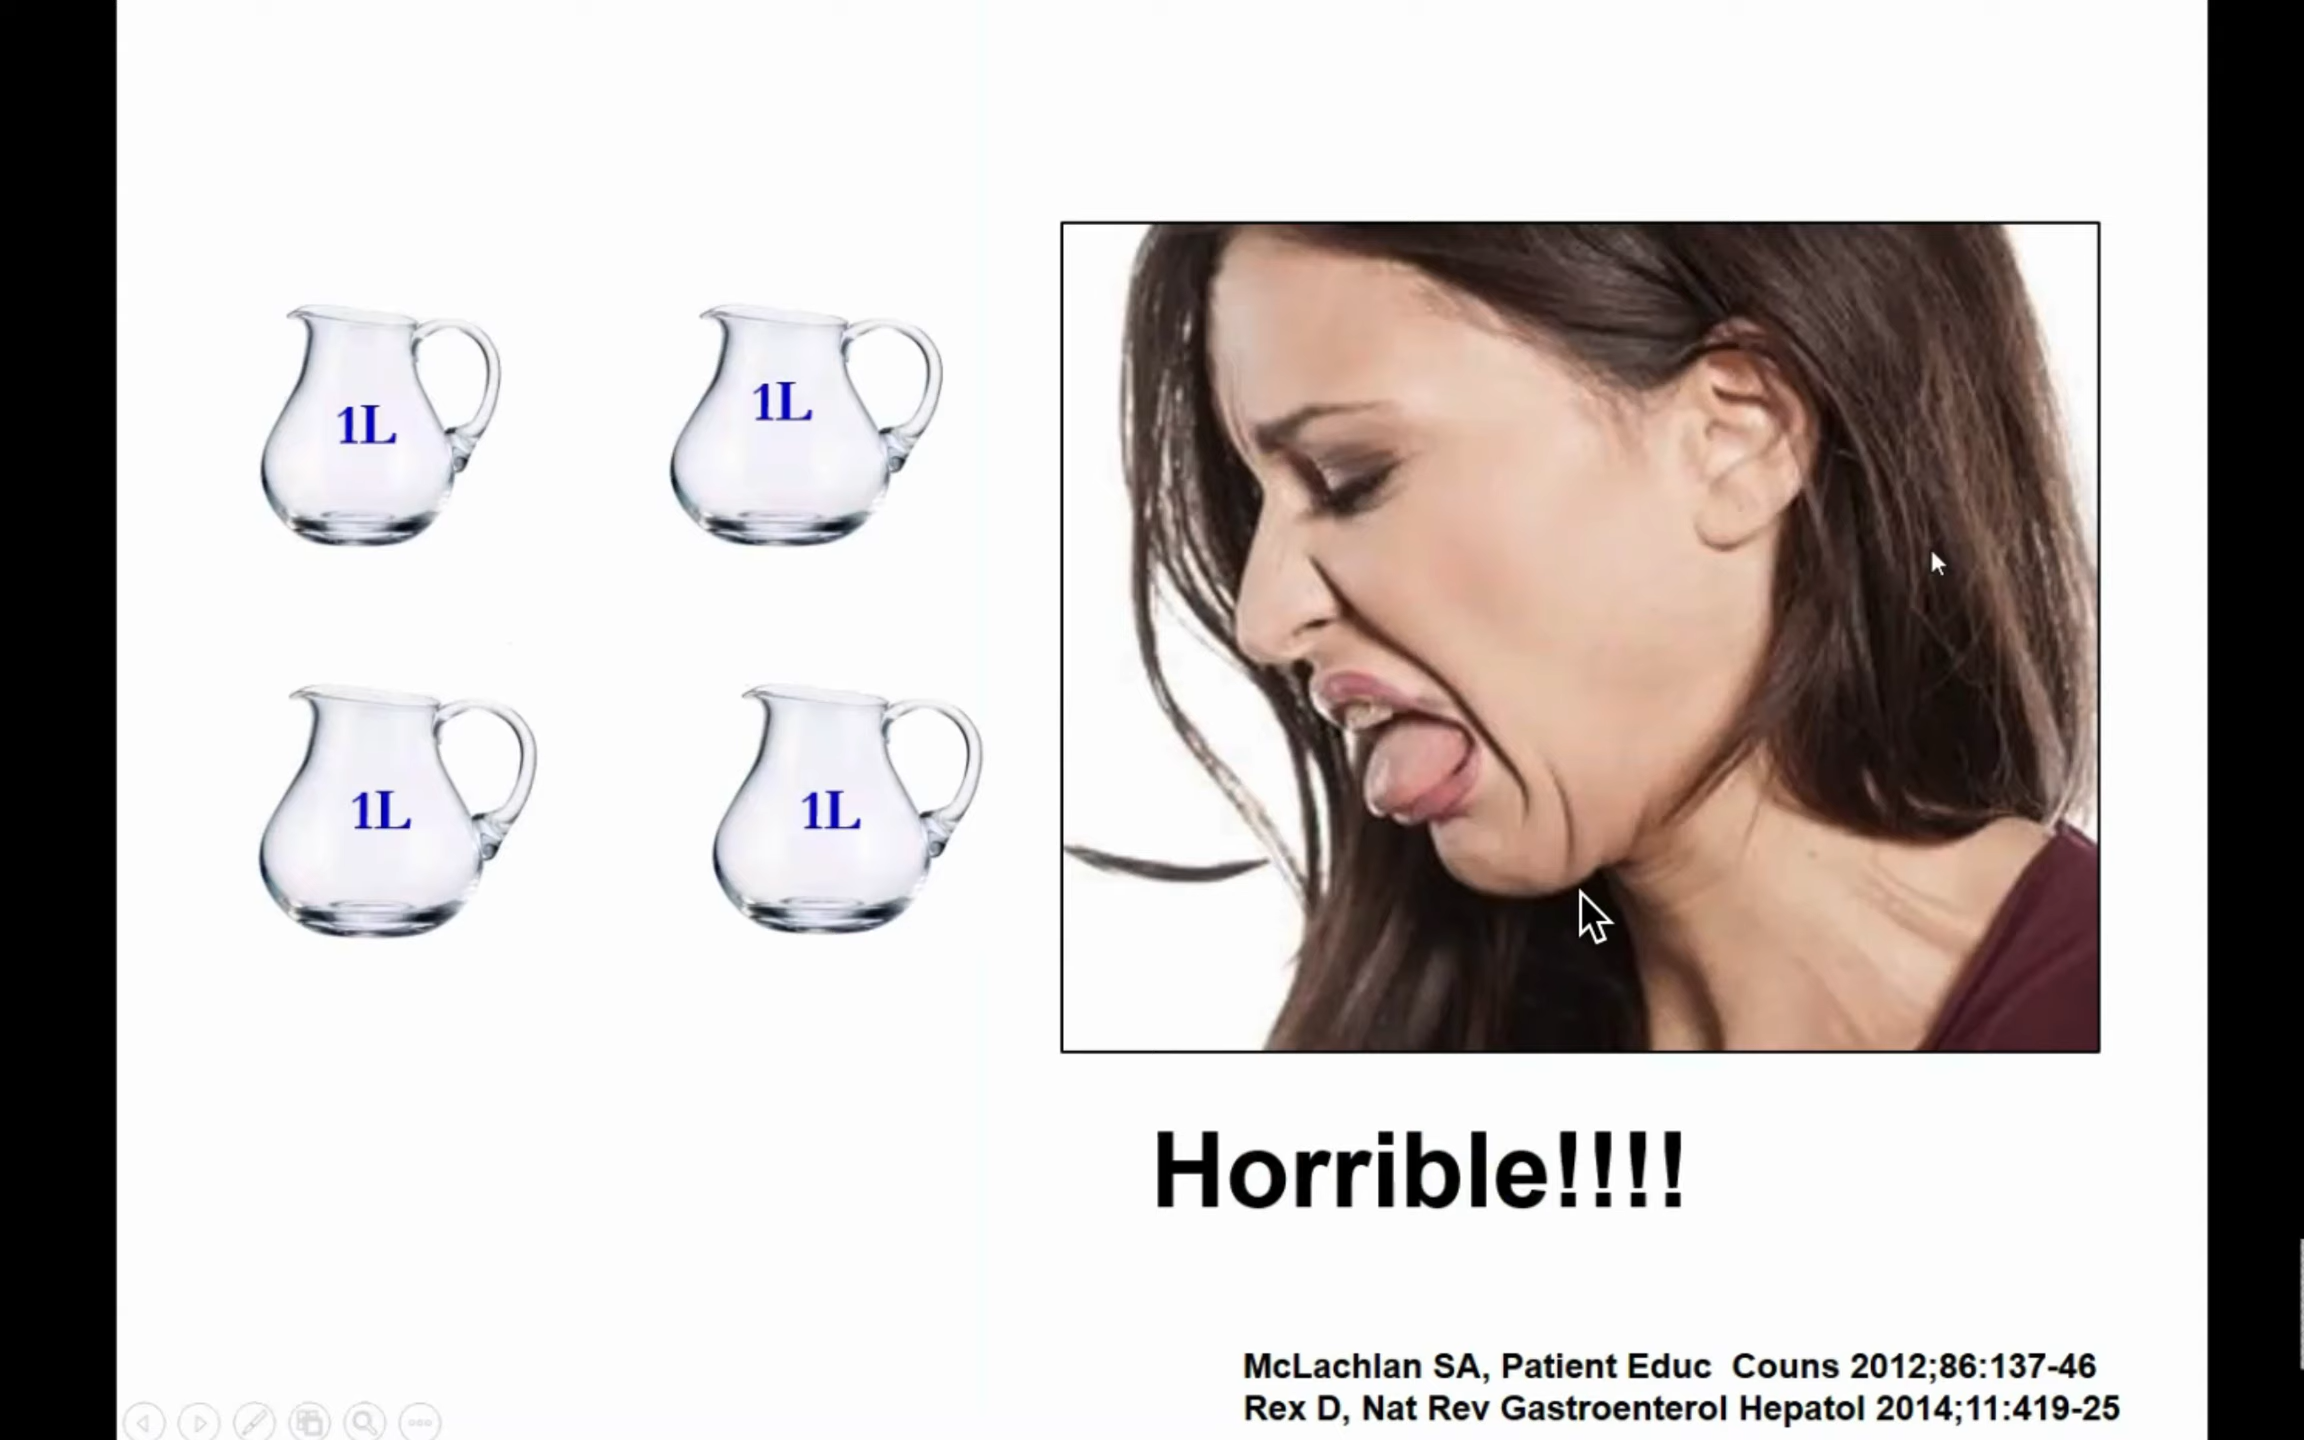 1L
1L
1L
1L
Horrible!!!!
McLachlan SA, Patient Educ Couns 2012;86:137-46
Rex D, Nat Rev Gastroenterol Hepatol 2014;11:419-25